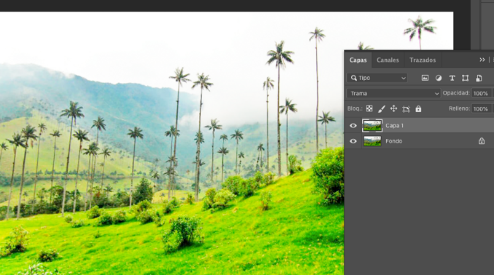 Capas Canales Trazados
Tipo
Trama Opacidad: 100%
Bloq.: Relleno: 100%
Capa 1
Fondo